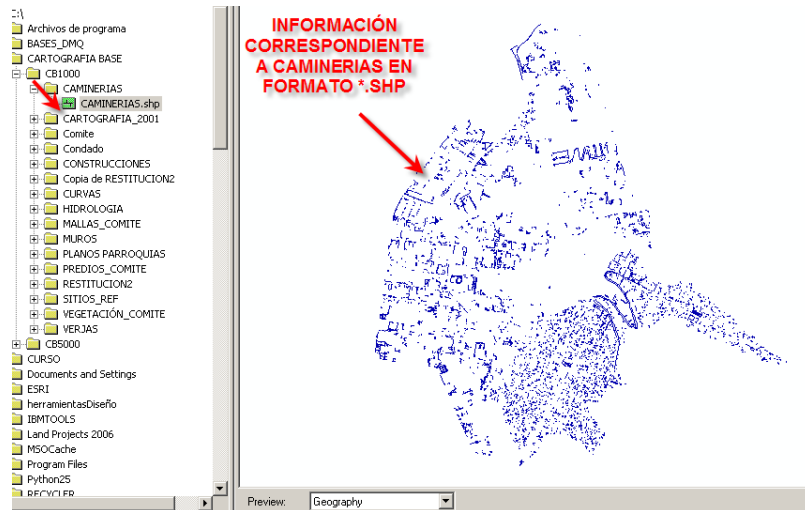 C:\
Archivos de programa
BASES_DMQ
CARTOGRAFIA BASE
CB1000
CAMINERIAS
CAMINERIAS.shp
CARTOGRAFIA_2001
Comite
Condado
CONSTRUCCIONES
Copia de RESTITUCION2
CURVAS
HIDROLOGIA
MALLAS_COMITE
MUROS
PLANOS PARROQUIAS
PREDIOS_COMITE
RESTITUCION2
SITIOS_REF
VEGETACIÓN_COMITE
VERJAS
CB5000
CURSO
Documents and Settings
ESRI
herramientasDiseño
IBMTOOLS
Land Projects 2006
MSOCache
Program Files
Python25
RECYCLER
INFORMACIÓN
CORRESPONDIENTE
A CAMINERIAS EN
FORMATO *.SHP
Preview: Geography